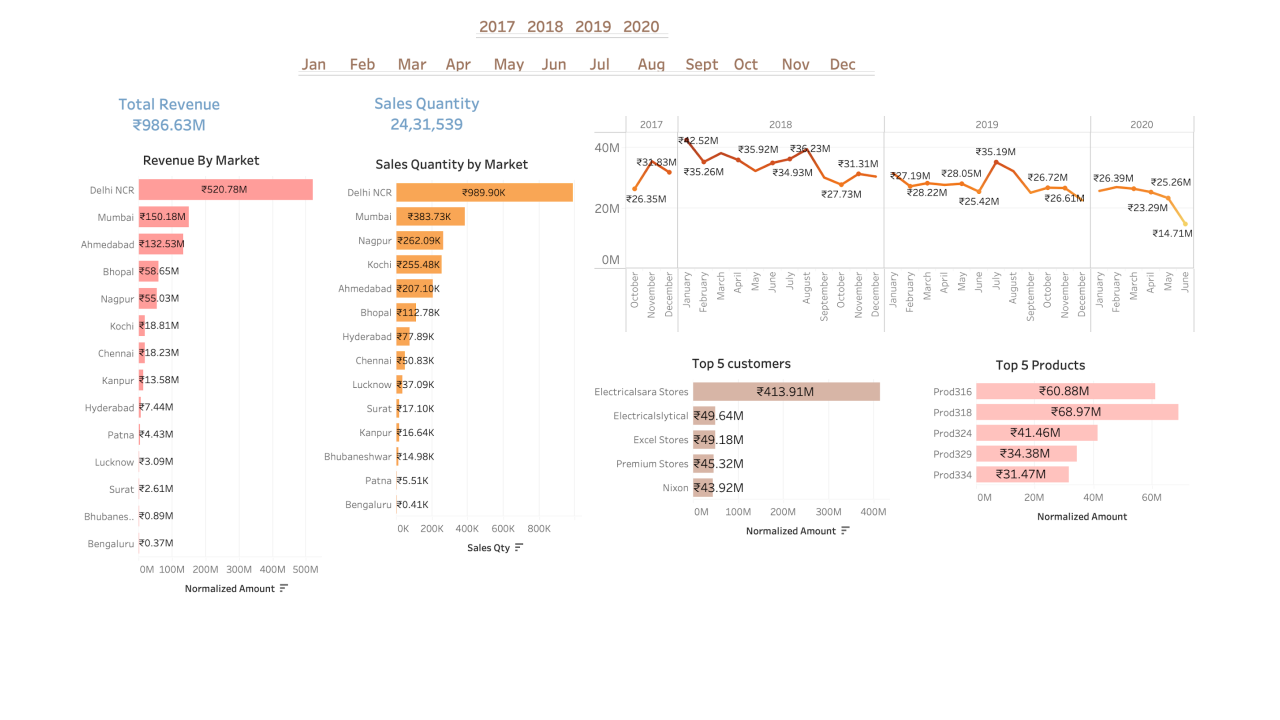 2017 2018 2019 2020
Jan Feb Mar Apr May Jun Jul Aug Sept Oct Nov Dec
Total Revenue
₹986.63M
Sales Quantity
24,31,539
Revenue By Market
Delhi NCR ₹520.78M
Mumbai ₹150.18M
Ahmedabad ₹132.53M
Bhopal ₹58.65M
Nagpur ₹55.03M
Kochi ₹18.81M
Chennai ₹18.23M
Kanpur ₹13.58M
Hyderabad ₹7.44M
Patna ₹4.43M
Lucknow ₹3.09M
Surat ₹2.61M
Bhubanes.. ₹0.89M
Bengaluru ₹0.37M
0M 100M 200M 300M 400M 500M
Normalized Amount
Sales Quantity by Market
Delhi NCR ₹989.90K
Mumbai ₹383.73K
Nagpur ₹262.09K
Kochi ₹255.48K
Ahmedabad ₹207.10K
Bhopal ₹112.78K
Hyderabad ₹77.89K
Chennai ₹50.83K
Lucknow ₹37.09K
Surat ₹17.10K
Kanpur ₹16.64K
Bhubaneshwar ₹14.98K
Patna ₹5.51K
Bengaluru ₹0.41K
0K 200K 400K 600K 800K
Sales Qty
2017 2018 2019 2020
40M
20M
0M
₹26.35M ₹31.83M
₹42.52M ₹35.26M ₹35.92M ₹34.93M ₹36.23M ₹27.73M ₹31.31M
₹27.19M ₹28.22M ₹28.05M ₹25.42M ₹35.19M ₹26.72M ₹26.61M
₹26.39M ₹23.29M ₹25.26M ₹14.71M
October November December January February March April May June July August September October November December January February March April May June July August September October November December January February March April May June
Top 5 customers
Electricalsara Stores ₹413.91M
Electricalslytical ₹49.64M
Excel Stores ₹49.18M
Premium Stores ₹45.32M
Nixon ₹43.92M
0M 100M 200M 300M 400M
Normalized Amount
Top 5 Products
Prod316 ₹60.88M
Prod318 ₹68.97M
Prod324 ₹41.46M
Prod329 ₹34.38M
Prod334 ₹31.47M
0M 20M 40M 60M
Normalized Amount